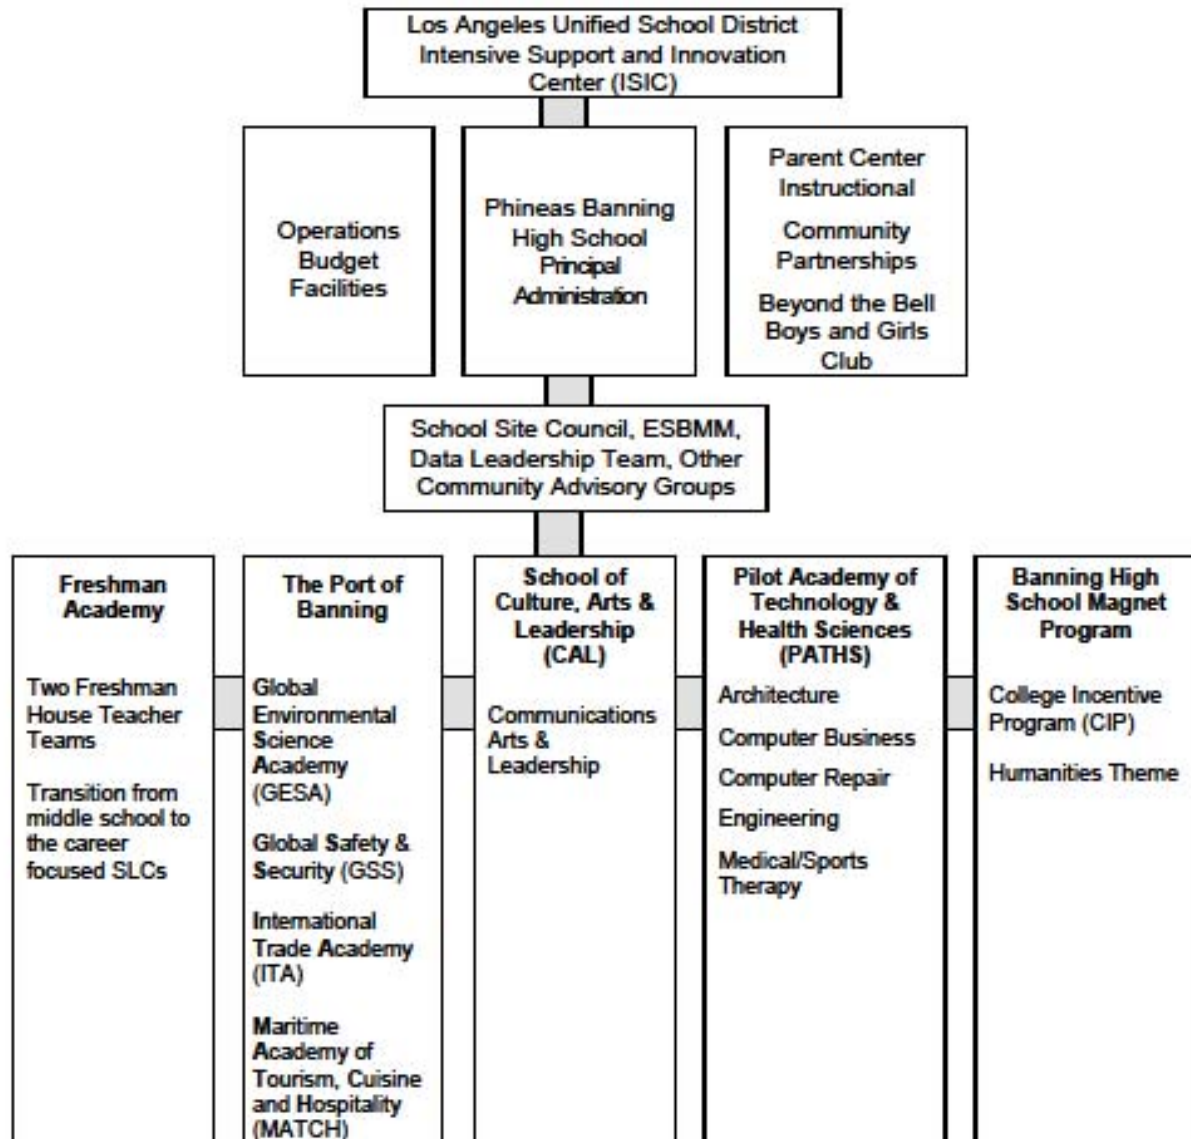 Los Angeles Unified School District
Intensive Support and Innovation
Center (ISIC)
Operations
Budget
Facilities
Phineas Banning
High School
Principal
Administration
Parent Center
Instructional
Community
Partnerships
Beyond the Bell
Boys and Girls
Club
School Site Council, ESBMM,
Data Leadership Team, Other
Community Advisory Groups
Freshman
Academy
Two Freshman
House Teacher
Teams
Transition from
middle school to
the career
focused SLCs
The Port of
Banning
Global
Environmental
Science
Academy
(GESA)
Global Safety &
Security (GSS)
International
Trade Academy
(ITA)
Maritime
Academy of
Tourism, Cuisine
and Hospitality
(MATCH)
School of
Culture, Arts &
Leadership
(CAL)
Communications
Arts &
Leadership
Pilot Academy of
Technology &
Health Sciences
(PATHS)
Architecture
Computer Business
Computer Repair
Engineering
Medical/Sports
Therapy
Banning High
School Magnet
Program
College Incentive
Program (CIP)
Humanities Theme